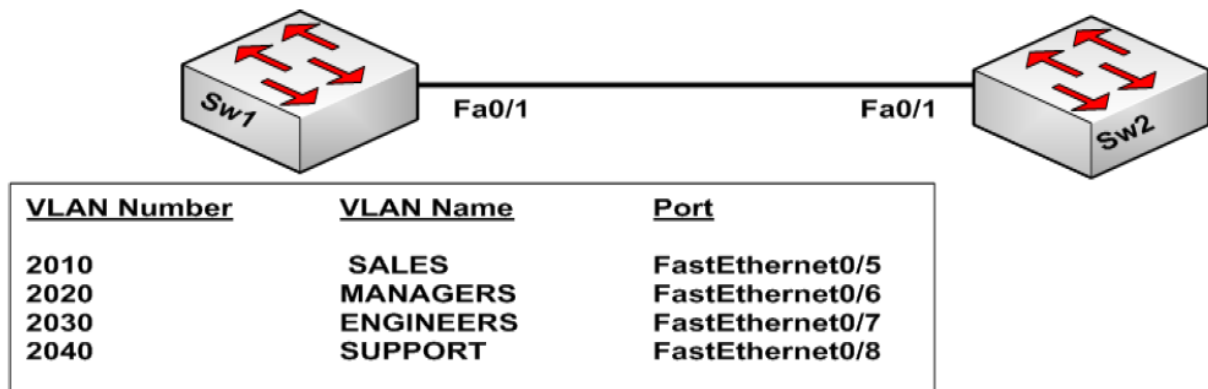 Sw1
Fa0/1
Fa0/1
Sw2
VLAN Number VLAN Name Port
2010 SALES FastEthernet0/5
2020 MANAGERS FastEthernet0/6
2030 ENGINEERS FastEthernet0/7
2040 SUPPORT FastEthernet0/8